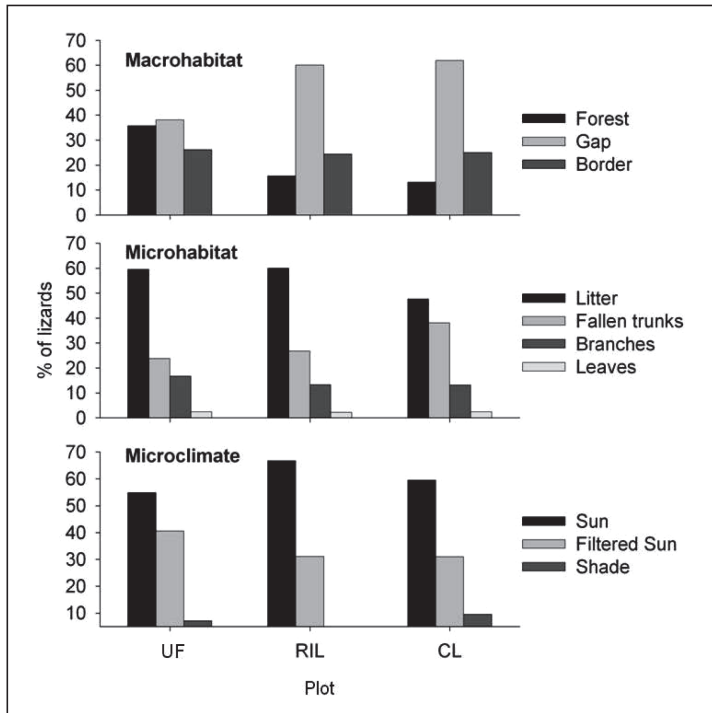 Macrohabitat
70
60
50
40
30
20
10
0
Forest
Gap
Border
Microhabitat
70
60
50
40
30
20
10
0
Litter
Fallen trunks
Branches
Leaves
% of lizards
Microclimate
70
60
50
40
30
20
10
Sun
Filtered Sun
Shade
UF RIL CL
Plot